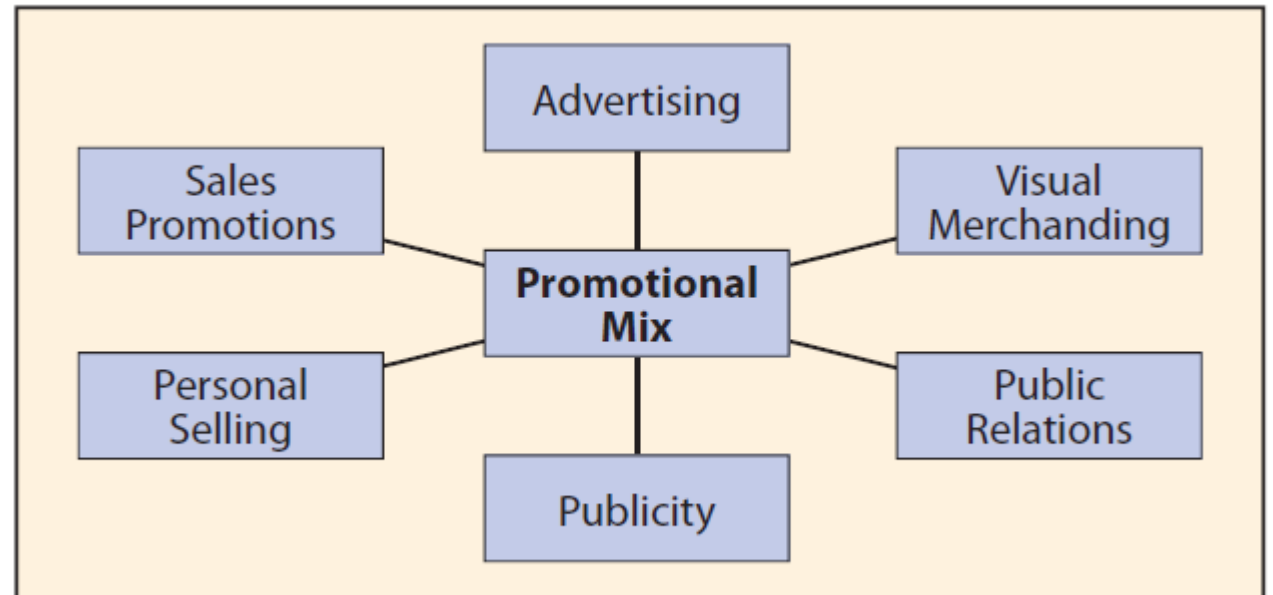 Advertising
Sales
Promotions
Visual
Merchanding
Promotional
Mix
Personal
Selling
Public
Relations
Publicity